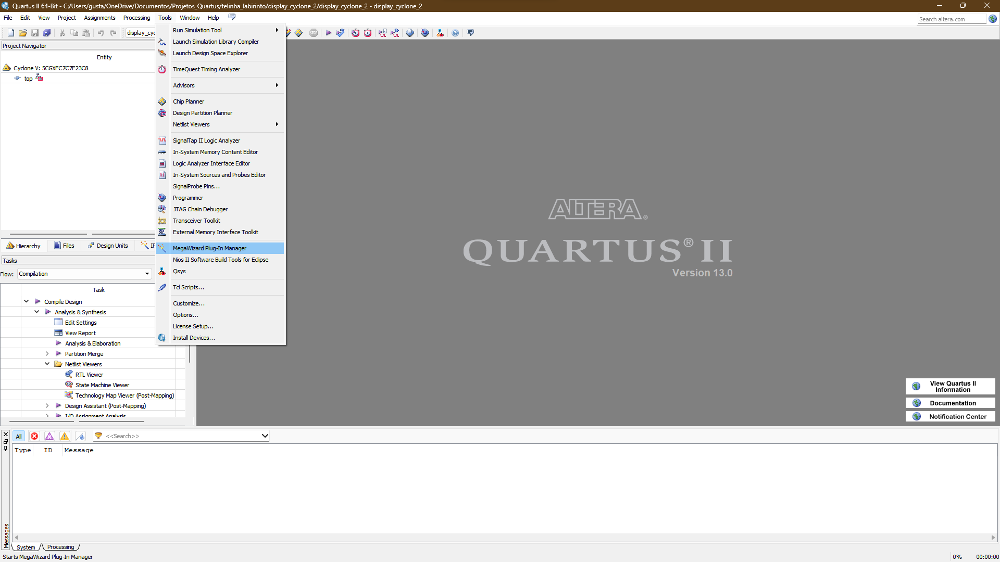 Quartus II 64-Bit - C:/Users/gusta/OneDrive/Documentos/Projetos_Quartus/telinha_labirinto/display_cyclone_2/display_cyclone_2 - display_cyclone_2
File Edit View Project Assignments Processing Tools Window Help
Search altera.com
display_cyc
STOP
Project Navigator
Entity
Cyclone V: 5CGXFC7C7F23C8
top
Hierarchy Files Design Units IP
Tasks
Flow: Compilation
Task
Compile Design
Analysis & Synthesis
Edit Settings
View Report
Analysis & Elaboration
Partition Merge
Netlist Viewers
RTL Viewer
State Machine Viewer
Technology Map Viewer (Post-Mapping)
Design Assistant (Post-Mapping)
I/O Assignment Analysis
Run Simulation Tool
Launch Simulation Library Compiler
Launch Design Space Explorer
TimeQuest Timing Analyzer
Advisors
Chip Planner
Design Partition Planner
Netlist Viewers
SignalTap II Logic Analyzer
In-System Memory Content Editor
Logic Analyzer Interface Editor
In-System Sources and Probes Editor
SignalProbe Pins...
Programmer
JTAG Chain Debugger
Transceiver Toolkit
External Memory Interface Toolkit
MegaWizard Plug-In Manager
Nios II Software Build Tools for Eclipse
Qsys
Tcl Scripts...
Customize...
Options...
License Setup...
Install Devices...
ALTERA®
QUARTUS® II
Version 13.0
View Quartus II
Information
Documentation
Notification Center
All <<Search>>
Type ID Message
Messages
System Processing
Starts MegaWizard Plug-In Manager
0% 00:00:00